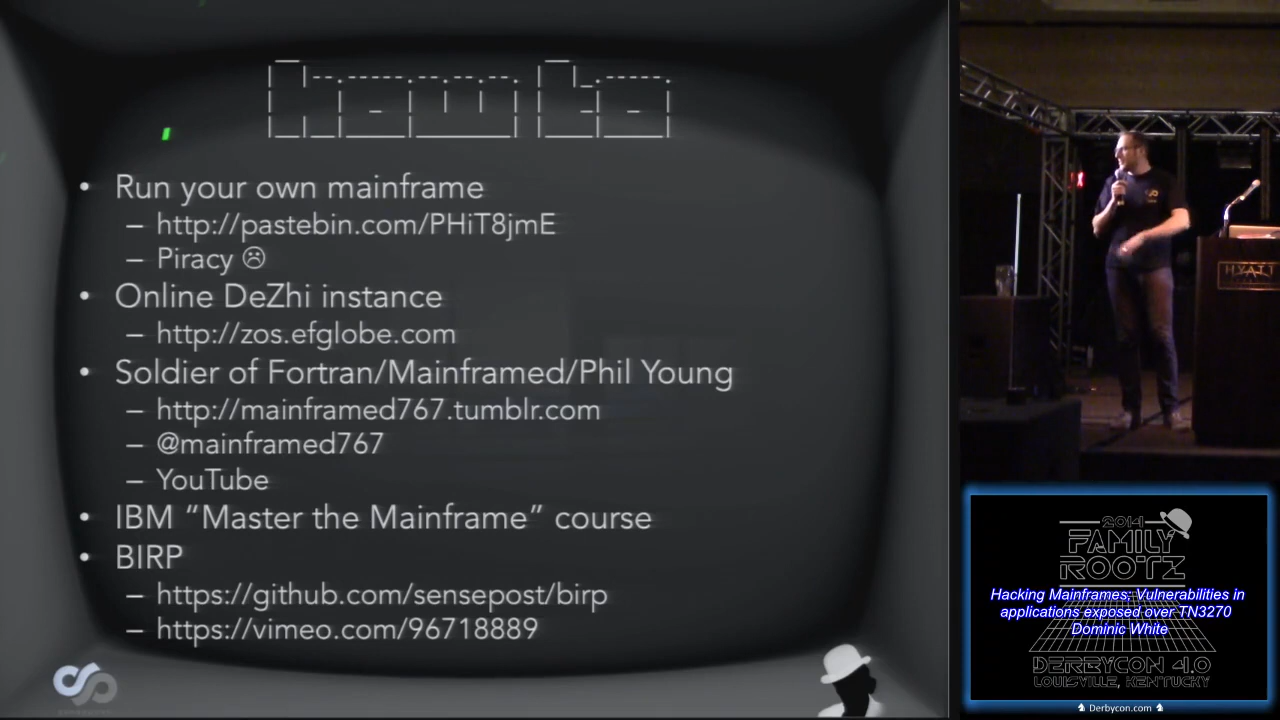 how to
• Run your own mainframe
– http://pastebin.com/PHiT8jmE
– Piracy ☹
• Online DeZhi instance
– http://zos.efglobe.com
• Soldier of Fortran/Mainframed/Phil Young
– http://mainframed767.tumblr.com
– @mainframed767
– YouTube
• IBM “Master the Mainframe” course
• BIRP
– https://github.com/sensepost/birp
– https://vimeo.com/96718889
HYATT
2014
FAMILY
ROOTZ
Hacking Mainframes; Vulnerabilities in
applications exposed over TN3270
Dominic White
DERBYCON 4.0
LOUISVILLE, KENTUCKY
Derbycon.com